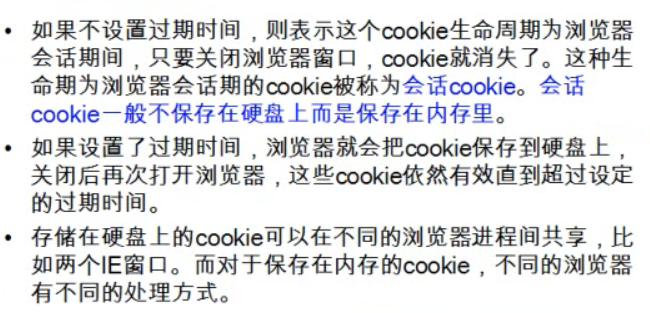 • 如果不设置过期时间，则表示这个cookie生命周期为浏览器
会话期间，只要关闭浏览器窗口，cookie就消失了。这种生
命期为浏览器会话期的cookie被称为会话cookie。会话
cookie一般不保存在硬盘上而是保存在内存里。
• 如果设置了过期时间，浏览器就会把cookie保存到硬盘上，
关闭后再次打开浏览器，这些cookie依然有效直到超过设定
的过期时间。
• 存储在硬盘上的cookie可以在不同的浏览器进程间共享，比
如两个IE窗口。而对于保存在内存的cookie，不同的浏览器
有不同的处理方式。